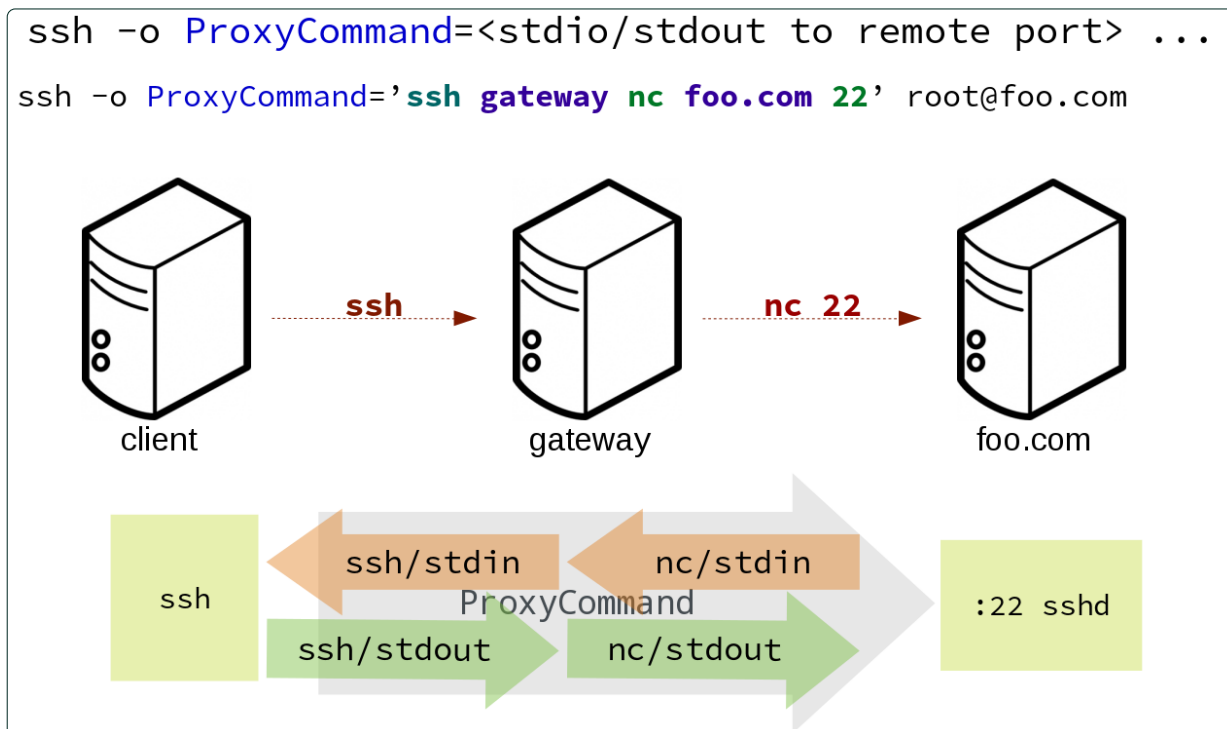 ssh -o ProxyCommand=<stdio/stdout to remote port> ...
ssh -o ProxyCommand=’ssh gateway nc foo.com 22’ root@foo.com
ssh
nc 22
client
gateway
foo.com
ssh/stdin
nc/stdin
ssh
ProxyCommand
:22 sshd
ssh/stdout
nc/stdout